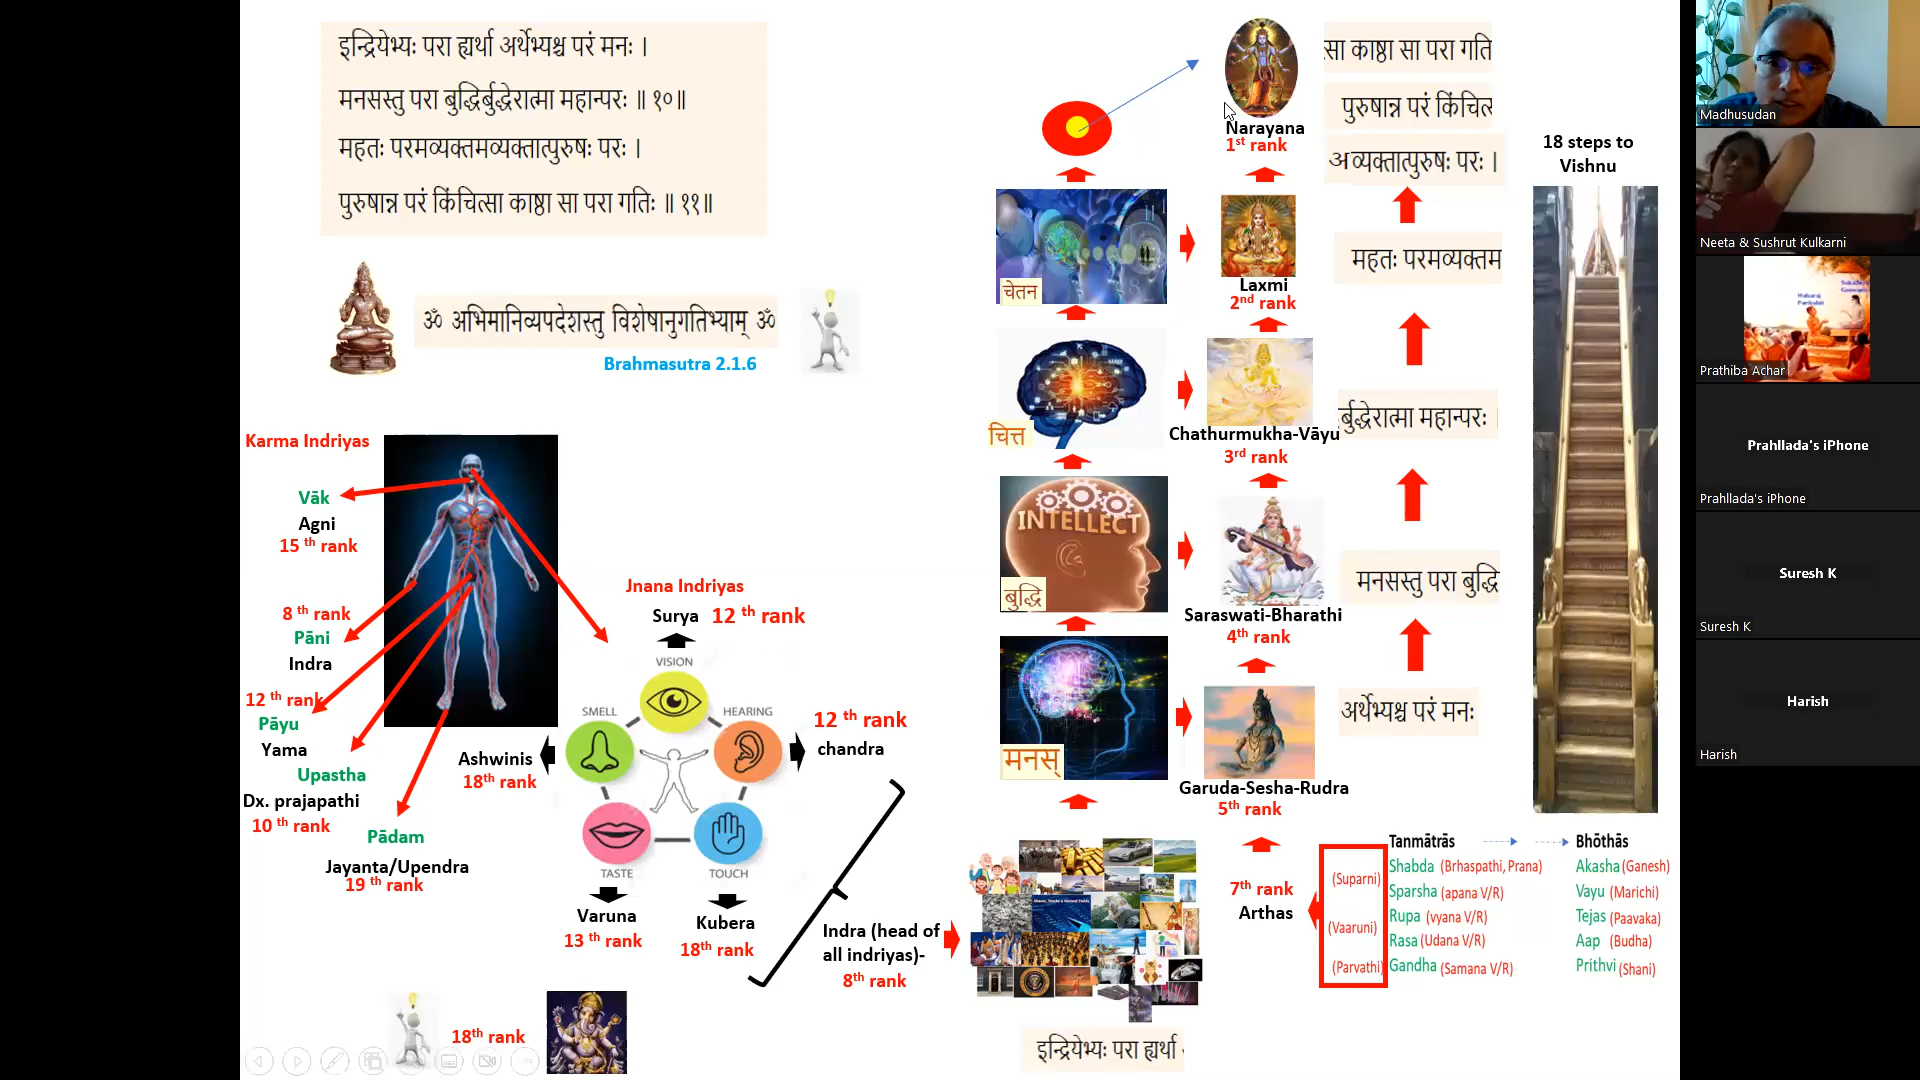 इन्द्रियेभ्यः परा ह्यर्था अर्थेभ्यश्च परं मनः ।
मनसस्तु परा बुद्धिर्बुद्धेरात्मा महान्परः ॥ १०॥
महतः परमव्यक्तमव्यक्तात्पुरुषः परः ।
पुरुषान्न परं किंचित्सा काष्ठा सा परा गतिः ॥ ११॥
ॐ अभिमानिव्यपदेशस्तु विशेषानुगतिभ्याम् ॐ
Brahmasutra 2.1.6
Karma Indriyas
Vāk
Agni
15 th rank
8 th rank
Pāni
Indra
12 th rank
Pāyu
Yama
Upastha
Dx. prajapathi
10 th rank
Pādam
Jayanta/Upendra
19 th rank
Jnana Indriyas
Surya 12 th rank
VISION
SMELL
HEARING
12 th rank
chandra
Ashwinis
18th rank
TASTE
TOUCH
Varuna
13 th rank
Kubera
18th rank
Indra (head of
all indriyas)-
8th rank
18th rank
Narayana
1st rank
चेतन
Laxmi
2nd rank
चित्त
Chathurmukha-Vāyu
3rd rank
INTELLECT
बुद्धि
Saraswati-Bharathi
4th rank
मनस्
Garuda-Sesha-Rudra
5th rank
7th rank
Arthas
इन्द्रियेभ्यः परा ह्यर्था
सा काष्ठा सा परा गति
पुरुषान्न परं किंचित्
अव्यक्तात्पुरुषः परः ।
महतः परमव्यक्तम
र्बुद्धेरात्मा महान्परः
मनसस्तु परा बुद्धि
अर्थेभ्यश्च परं मनः
18 steps to
Vishnu
(Suparni)
(Vaaruni)
(Parvathi)
Tanmātrās Bhōthās
Shabda (Brhaspathi, Prana) Akasha (Ganesh)
Sparsha (apana V/R) Vayu (Marichi)
Rupa (vyana V/R) Tejas (Paavaka)
Rasa (Udana V/R) Aap (Budha)
Gandha (Samana V/R) Prithvi (Shani)
Madhusudan
Neeta & Sushrut Kulkarni
Prathiba Achar
Prahllada's iPhone
Prahllada's iPhone
Suresh K
Suresh K
Harish
Harish